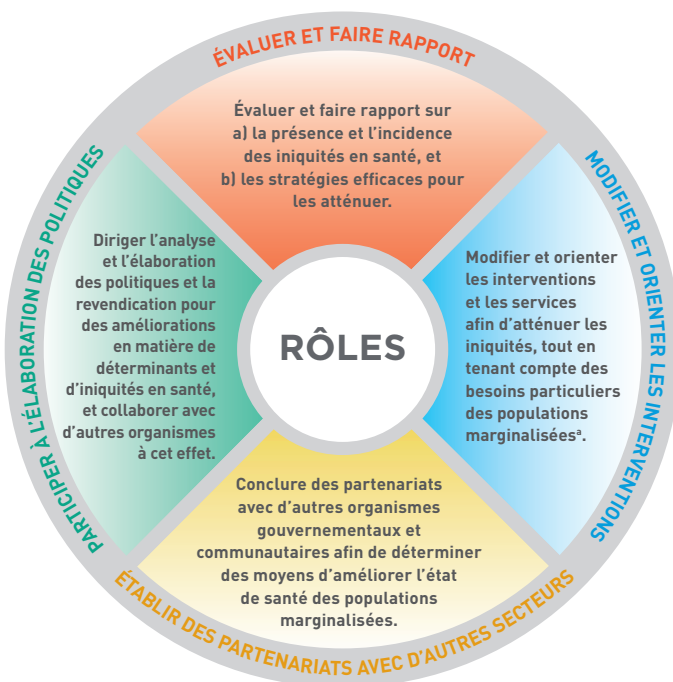 ÉVALUER ET FAIRE RAPPORT
Évaluer et faire rapport sur
a) la présence et l'incidence
des iniquités en santé, et
b) les stratégies efficaces pour
les atténuer.
MODIFIER ET ORIENTER LES INTERVENTIONS
Modifier et orienter
les interventions
et les services
afin d'atténuer les
iniquités, tout en
tenant compte des
besoins particuliers
des populations
marginaliséesª.
ÉTABLIR DES PARTENARIATS AVEC D'AUTRES SECTEURS
Conclure des partenariats
avec d'autres organismes
gouvernementaux et
communautaires afin de déterminer
des moyens d'améliorer l'état
de santé des populations
marginalisées.
PARTICIPER À L'ÉLABORATION DES POLITIQUES
Diriger l'analyse
et l'élaboration
des politiques et la
revendication pour
des améliorations
en matière de
déterminants et
d'iniquités en santé,
et collaborer avec
d'autres organismes
à cet effet.
RÔLES